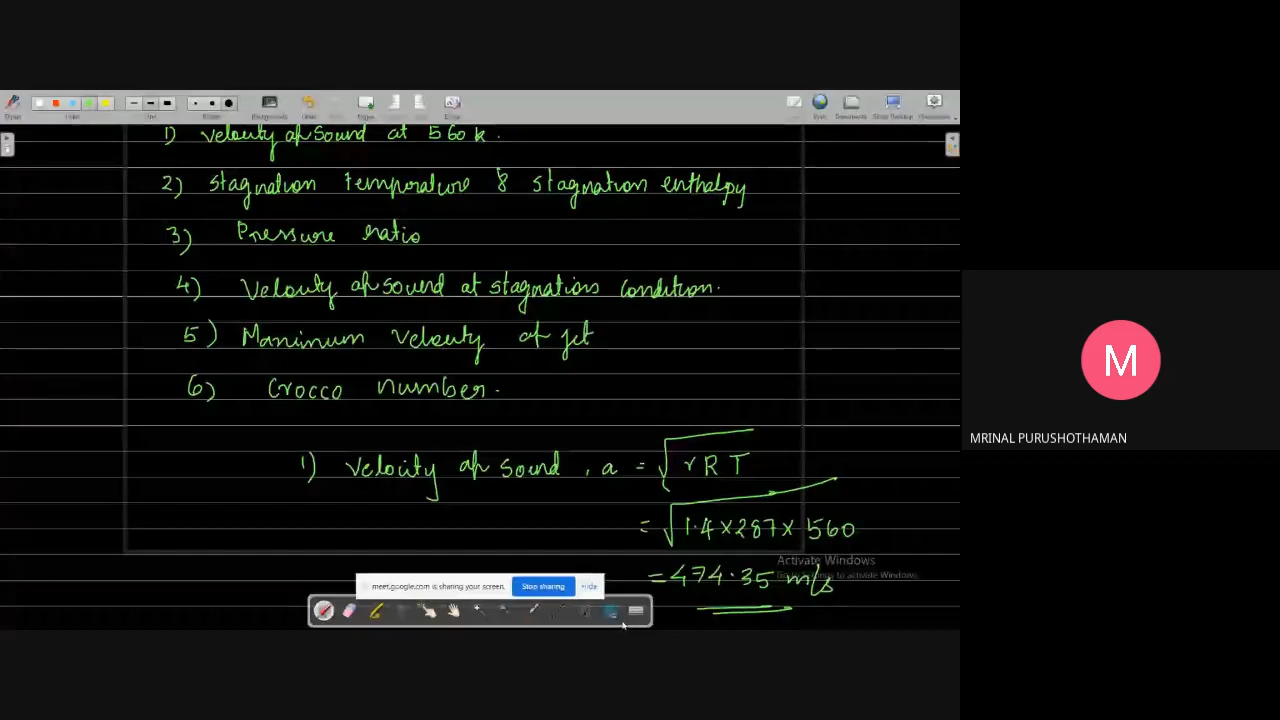 1) Velocity of Sound at 560 k.
2) Stagnation Temperature & stagnation enthalpy
3) Pressure ratio
4) Velocity of sound at stagnation condition.
5) Maximum velocity of jet
6) Crocco number.
1) Velocity of sound, a = √γRT
= √1.4×287×560
= 474.35 m/s
Activate Windows
meet.google.com is sharing your screen. Stop sharing Hide
M
MRINAL PURUSHOTHAMAN